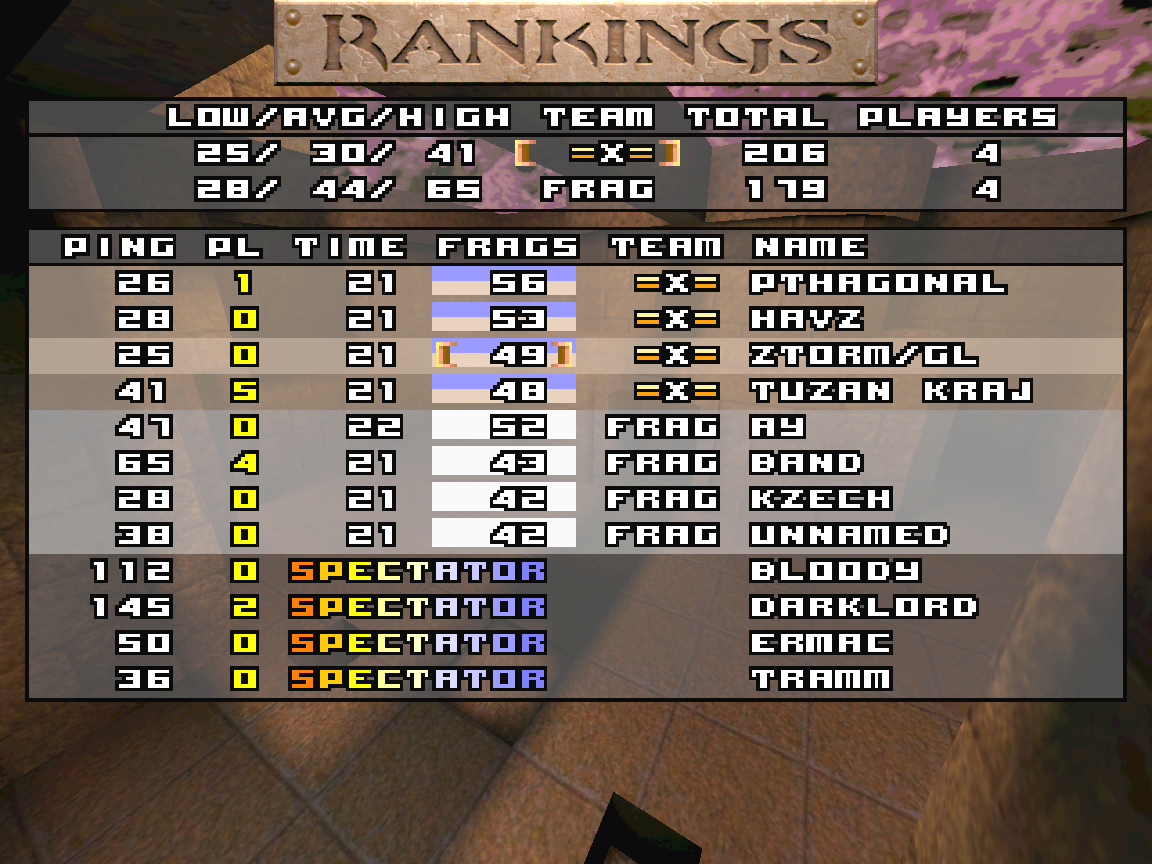 RANKINGS
LOW/AVG/HIGH TEAM TOTAL PLAYERS
25/ 30/ 41 [ =X=] 206 4
28/ 44/ 65 FRAG 179 4
PING PL TIME FRAGS TEAM NAME
26 1 21 56 =X= PTHAGONAL
28 0 21 53 =X= HAVZ
25 0 21 [ 49 ] =X= ZTORM/GL
41 5 21 48 =X= TUZAN KRAJ
47 0 22 52 FRAG AY
65 4 21 43 FRAG BAND
28 0 21 42 FRAG KZECH
38 0 21 42 FRAG UNNAMED
112 0 SPECTATOR BLOODY
145 2 SPECTATOR DARKLORD
50 0 SPECTATOR ERMAC
36 0 SPECTATOR TRAMM